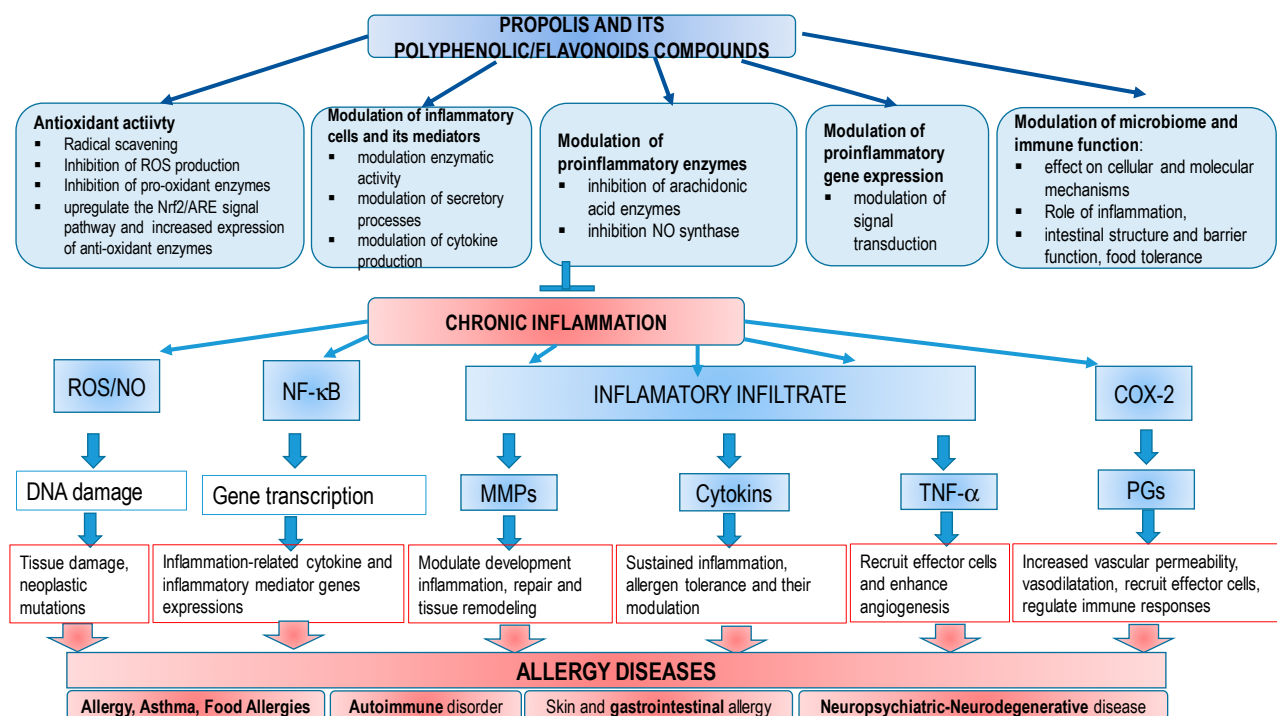 PROPOLIS AND ITS
POLYPHENOLIC/FLAVONOIDS COMPOUNDS
Antioxidant actiivty
▪ Radical scavening
▪ Inhibition of ROS production
▪ Inhibition of pro-oxidant enzymes
▪ upregulate the Nrf2/ARE signal
pathway and increased expression
of anti-oxidant enzymes
Modulation of inflammatory
cells and its mediators
▪ modulation enzymatic
activity
▪ modulation of secretory
processes
▪ modulation of cytokine
production
Modulation of
proinflammatory enzymes
▪ inhibition of arachidonic
acid enzymes
▪ inhibition NO synthase
Modulation of
proinflammatory
gene expression
▪ modulation of
signal
transduction
Modulation of microbiome and
immune function:
▪ effect on cellular and molecular
mechanisms
▪ Role of inflammation,
▪ intestinal structure and barrier
function, food tolerance
CHRONIC INFLAMMATION
ROS/NO
NF-κB
INFLAMATORY INFILTRATE
COX-2
DNA damage
Gene transcription
MMPs
Cytokins
TNF-α
PGs
Tissue damage,
neoplastic
mutations
Inflammation-related cytokine and
inflammatory mediator genes
expressions
Modulate development
inflammation, repair and
tissue remodeling
Sustained inflammation,
allergen tolerance and their
modulation
Recruit effector cells
and enhance
angiogenesis
Increased vascular permeability,
vasodilatation, recruit effector cells,
regulate immune responses
ALLERGY DISEASES
Allergy, Asthma, Food Allergies
Autoimmune disorder
Skin and gastrointestinal allergy
Neuropsychiatric-Neurodegenerative disease